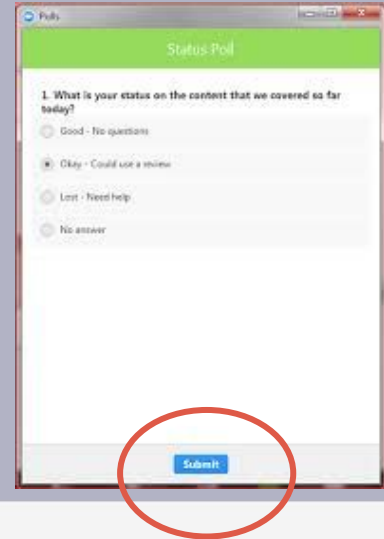 Polls
Status Poll
1. What is your status on the content that we covered so far
today?
Good - No questions
Okay - Could use a review
Lost - Need help
No answer
Submit